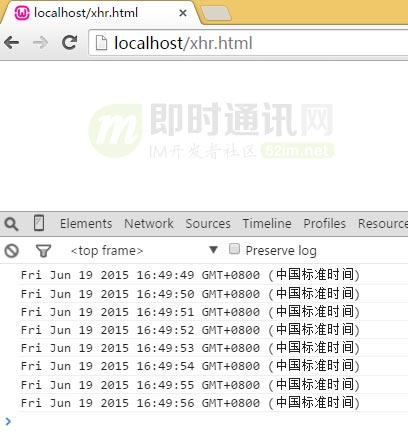 localhost/xhr.html
localhost/xhr.html
即时通讯网
IM开发者社区 52im.net
Elements Network Sources Timeline Profiles Resource
<top frame> Preserve log
Fri Jun 19 2015 16:49:49 GMT+0800 (中国标准时间)
Fri Jun 19 2015 16:49:50 GMT+0800 (中国标准时间)
Fri Jun 19 2015 16:49:51 GMT+0800 (中国标准时间)
Fri Jun 19 2015 16:49:52 GMT+0800 (中国标准时间)
Fri Jun 19 2015 16:49:53 GMT+0800 (中国标准时间)
Fri Jun 19 2015 16:49:54 GMT+0800 (中国标准时间)
Fri Jun 19 2015 16:49:55 GMT+0800 (中国标准时间)
Fri Jun 19 2015 16:49:56 GMT+0800 (中国标准时间)